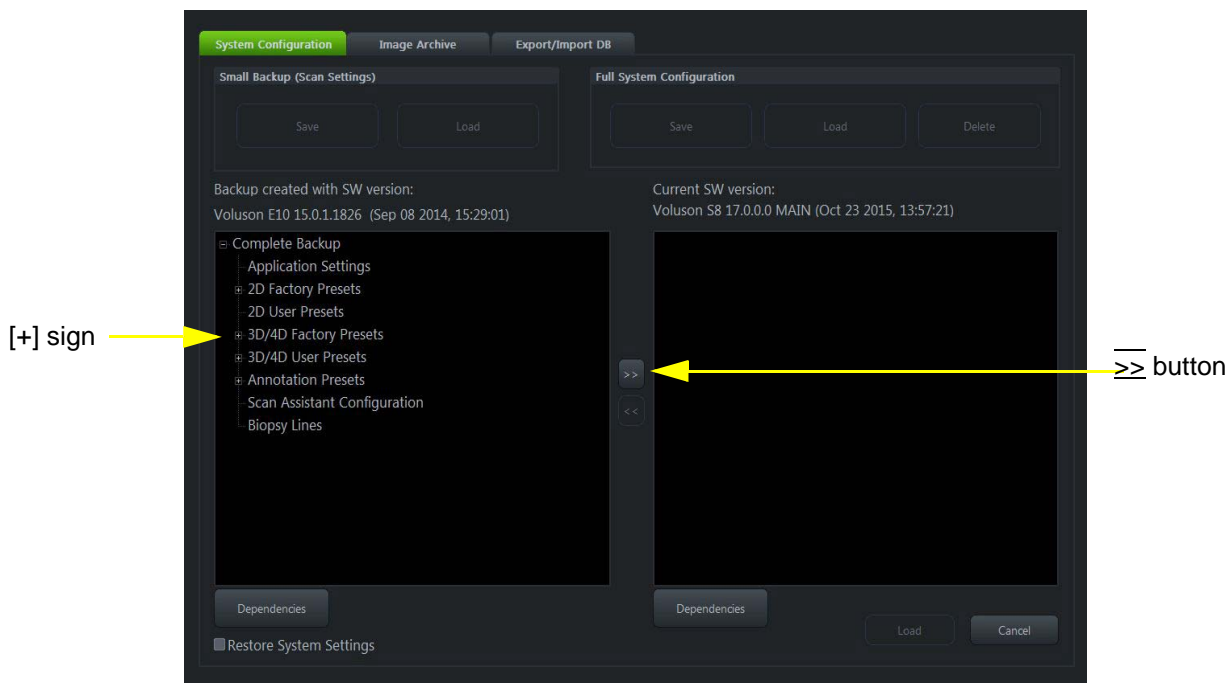 System Configuration Image Archive Export/Import DB
Small Backup (Scan Settings) Full System Configuration
Save Load Save Load Delete
Backup created with SW version: Current SW version:
Voluson E10 15.0.1.1826 (Sep 08 2014, 15:29:01) Voluson S8 17.0.0.0 MAIN (Oct 23 2015, 13:57:21)
Complete Backup
Application Settings
2D Factory Presets
2D User Presets
[+] sign 3D/4D Factory Presets
3D/4D User Presets
>> >> button
Annotation Presets
Scan Assistant Configuration
<<
Biopsy Lines
Dependencies Dependencies
Load Cancel
Restore System Settings